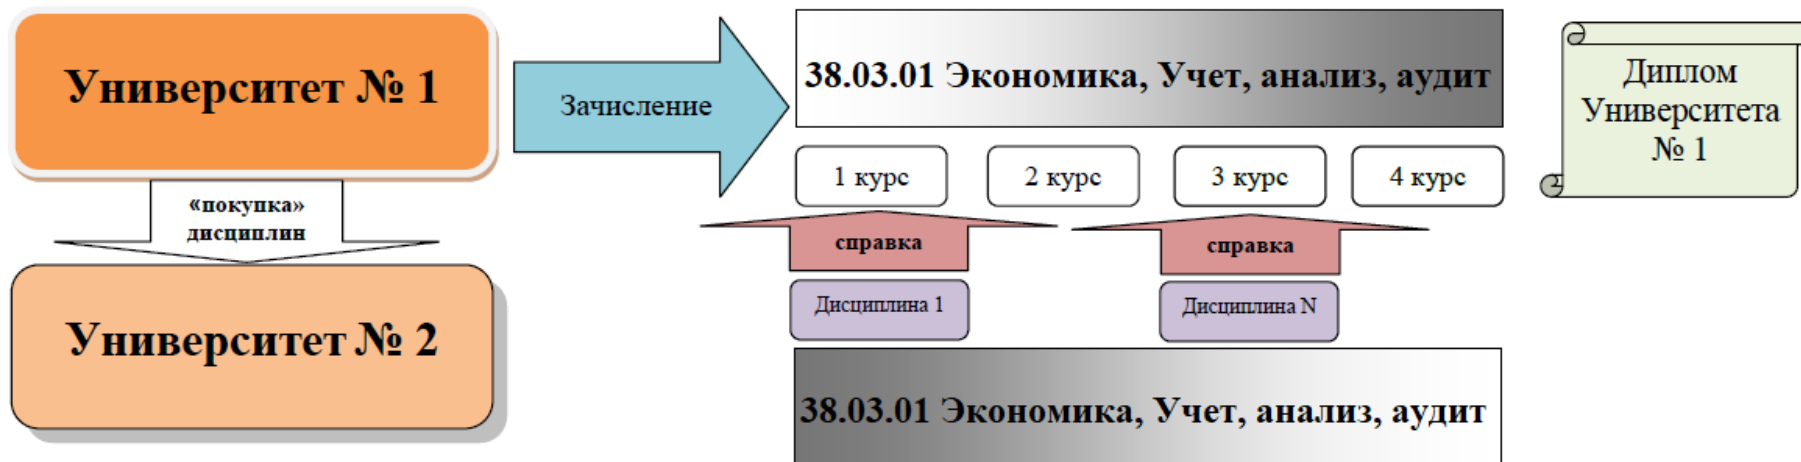 Университет № 1
«покупка»
дисциплин
Университет № 2
Зачисление
38.03.01 Экономика, Учет, анализ, аудит
1 курс
2 курс
3 курс
4 курс
справка
справка
Дисциплина 1
Дисциплина N
38.03.01 Экономика, Учет, анализ, аудит
Диплом
Университета
№ 1